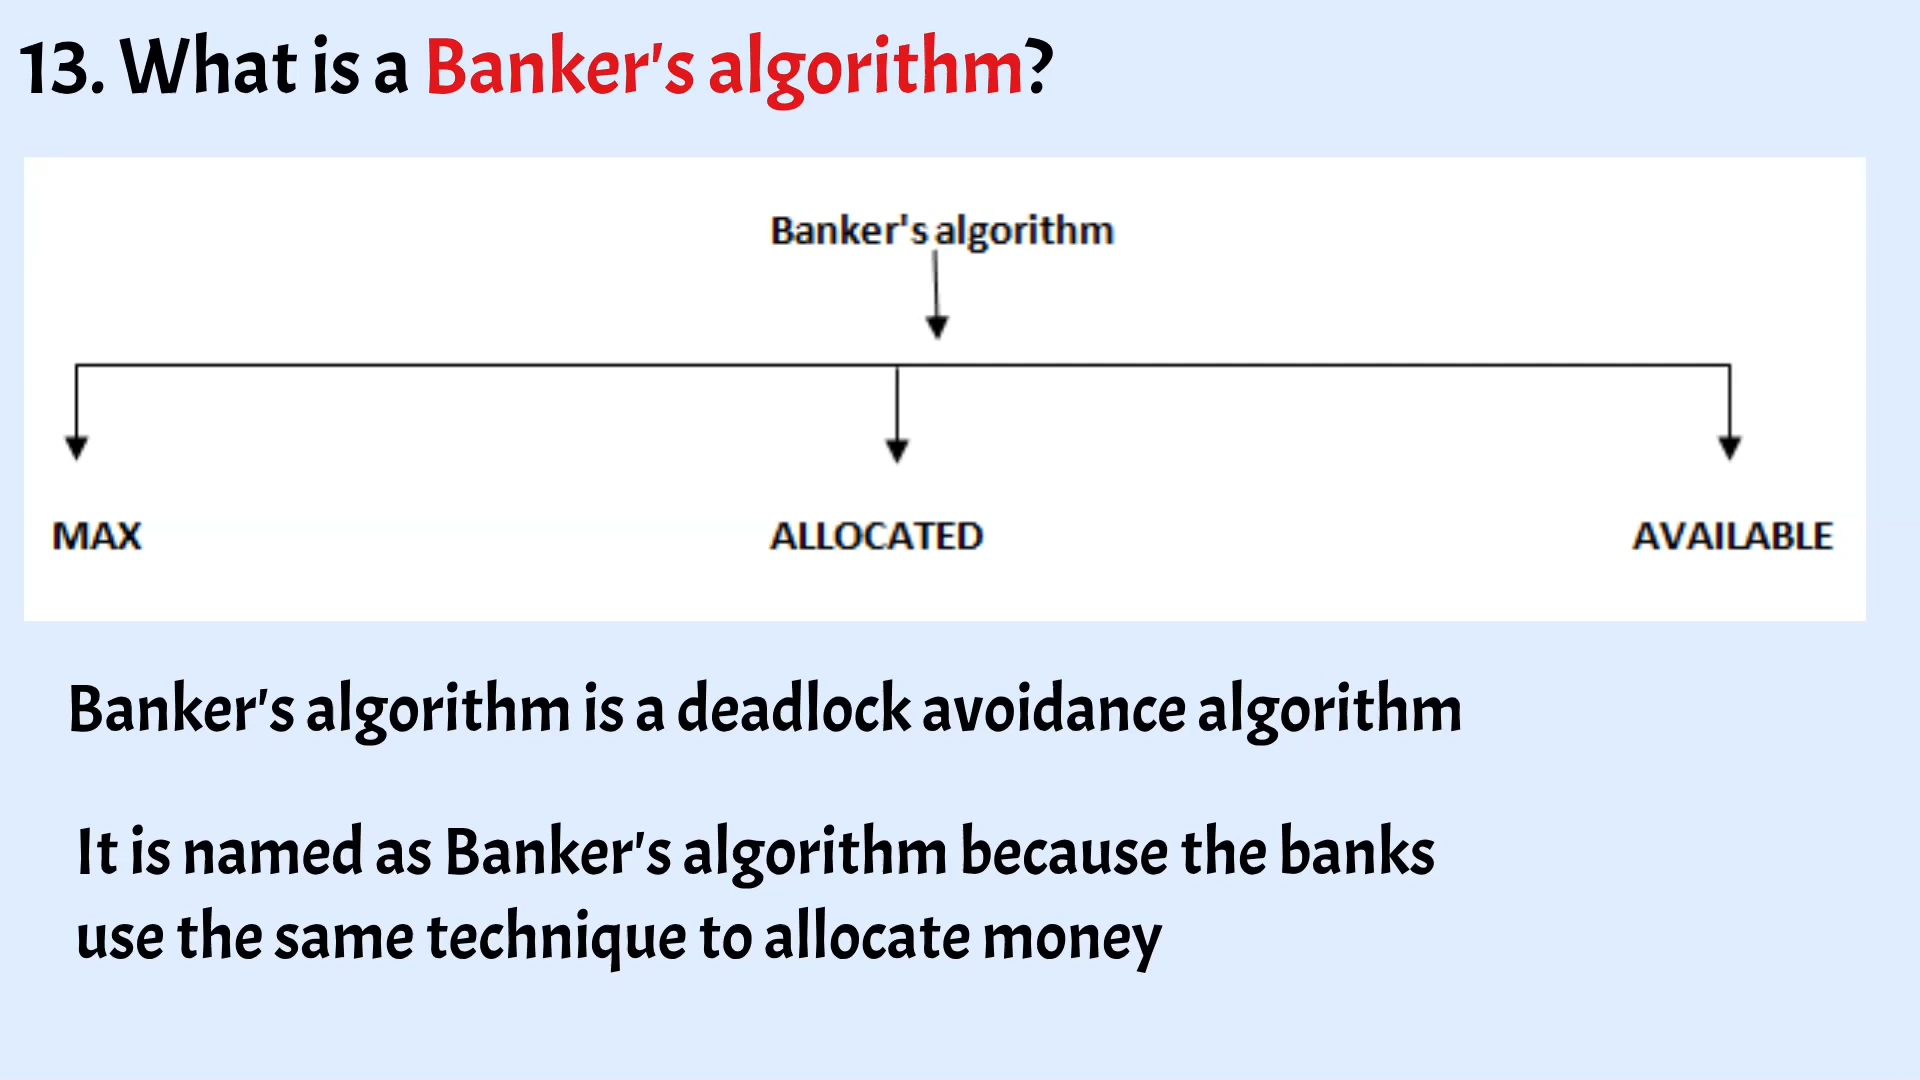 13. What is a Banker's algorithm?
Banker's algorithm
MAX ALLOCATED AVAILABLE
Banker's algorithm is a deadlock avoidance algorithm
It is named as Banker's algorithm because the banks
use the same technique to allocate money